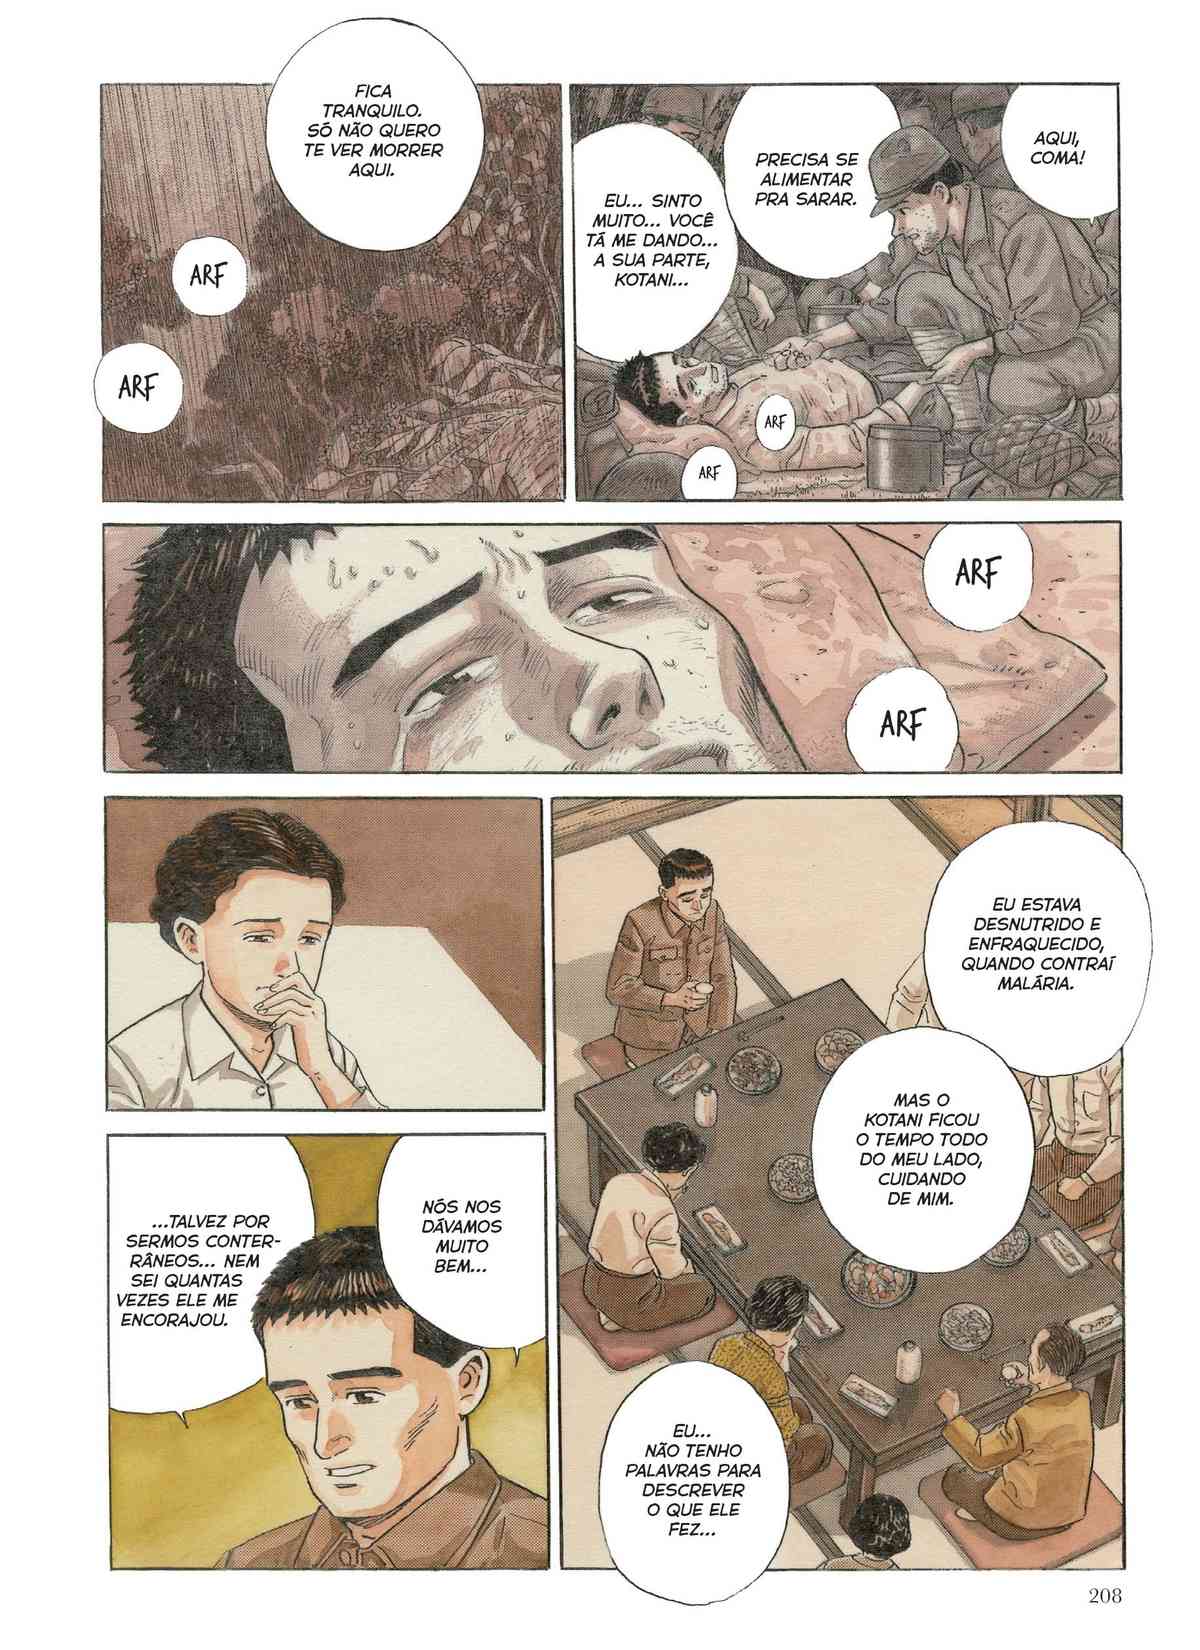 AQUI,
COMA!
PRECISA SE
ALIMENTAR
PRA SARAR.
EU... SINTO
MUITO... VOCÊ
TÁ ME DANDO...
A SUA PARTE,
KOTANI...
ARF
ARF
FICA
TRANQUILO.
SÓ NÃO QUERO
TE VER MORRER
AQUI.
ARF
ARF
ARF
ARF
EU ESTAVA
DESNUTRIDO E
ENFRAQUECIDO,
QUANDO CONTRAÍ
MALÁRIA.
MAS O
KOTANI FICOU
O TEMPO TODO
DO MEU LADO,
CUIDANDO
DE MIM.
EU...
NÃO TENHO
PALAVRAS PARA
DESCREVER
O QUE ELE
FEZ...
NÓS NOS
DÁVAMOS
MUITO
BEM...
...TALVEZ POR
SERMOS CONTER-
RÂNEOS... NEM
SEI QUANTAS
VEZES ELE ME
ENCORAJOU.
208